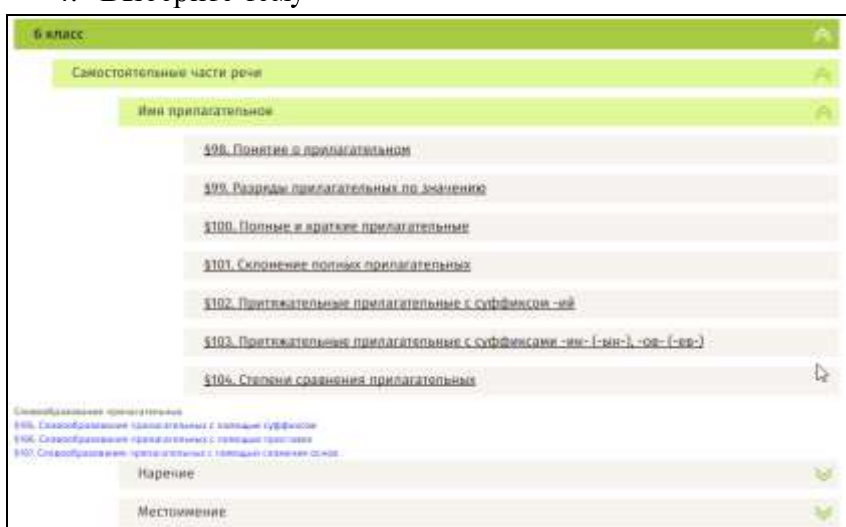 6 класс
Самостоятельные части речи
Имя прилагательное
§98. Понятие о прилагательном
§99. Разряды прилагательных по значению
§100. Полные и краткие прилагательные
§101. Склонение полных прилагательных
§102. Притяжательные прилагательные с суффиксом -ий
§103. Притяжательные прилагательные с суффиксами -ин- (-ын-), -ов- (-ев-)
§104. Степени сравнения прилагательных
Словообразование прилагательных
§105. Словообразование прилагательных с помощью суффиксов
§106. Словообразование прилагательных с помощью приставок
§107. Словообразование прилагательных с помощью сложения основ
Наречие
Местоимение